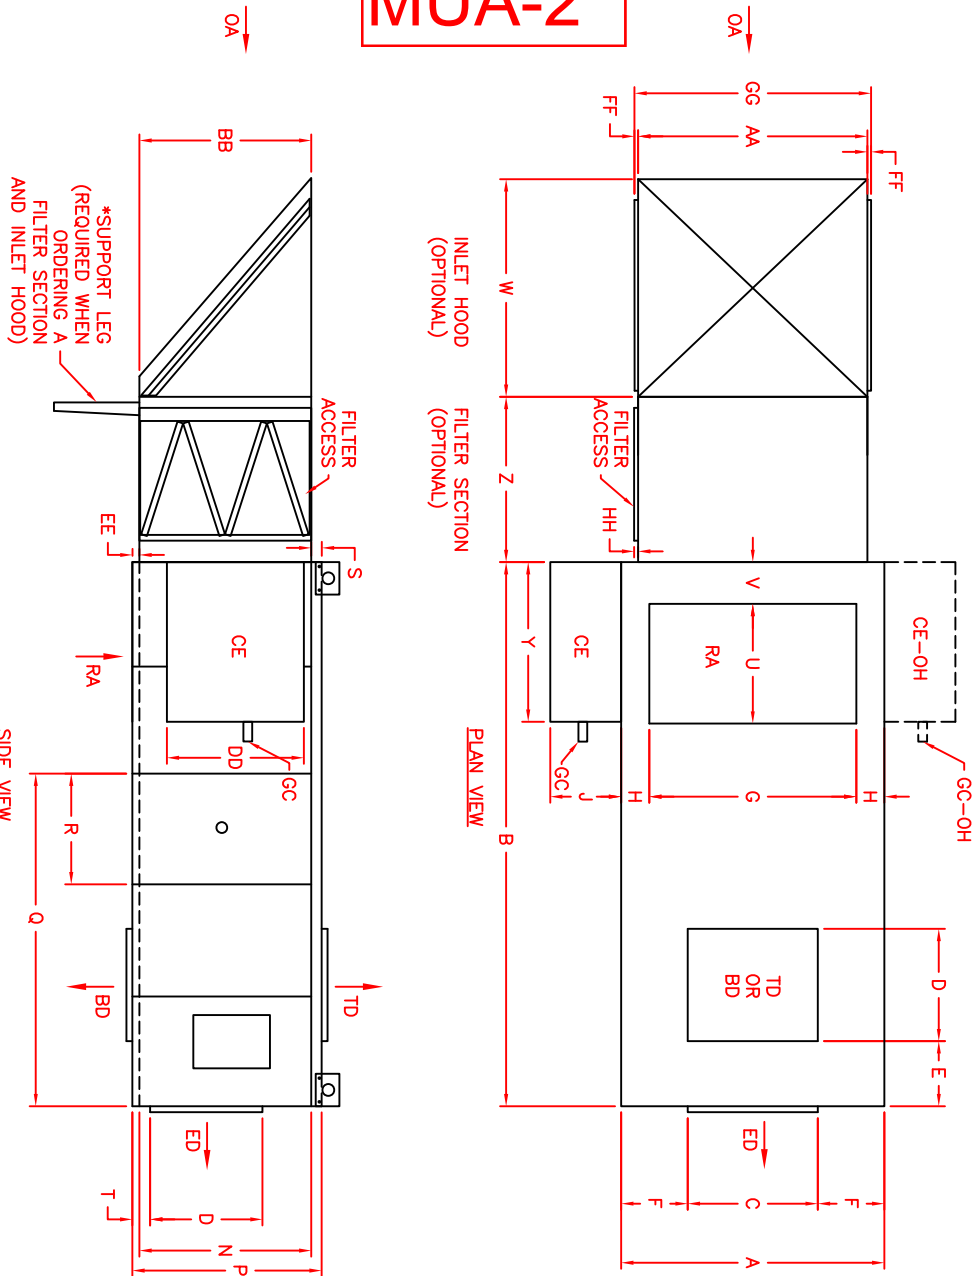 MUA-2
OA
OA
GG
AA
FF
FF
W
INLET HOOD
(OPTIONAL)
Z
FILTER SECTION
(OPTIONAL)
FILTER
ACCESS
HH
V
U
RA
Y
CE
CE-OH
GC-OH
GC
J
H
G
H
B
PLAN VIEW
TD
OR
BD
D
E
ED
F
C
F
A
BB
*SUPPORT LEG
(REQUIRED WHEN
ORDERING A
FILTER SECTION
AND INLET HOOD)
FILTER
ACCESS
EE
S
CE
RA
DD
GC
R
Q
SIDE VIEW
BD
TD
ED
T
D
N
P